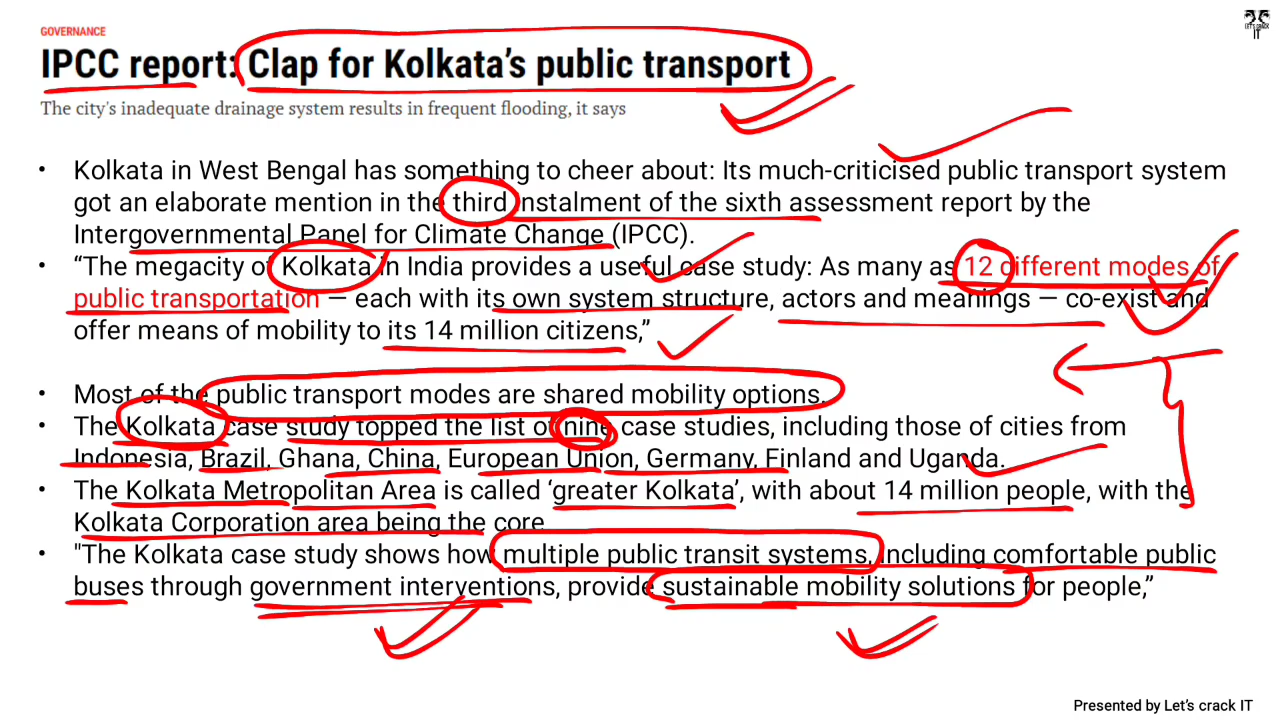 LET'S CRACK
IT
GOVERNANCE
IPCC report: Clap for Kolkata's public transport
The city's inadequate drainage system results in frequent flooding, it says
• Kolkata in West Bengal has something to cheer about: Its much-criticised public transport system
got an elaborate mention in the third instalment of the sixth assessment report by the
Intergovernmental Panel for Climate Change (IPCC).
• “The megacity of Kolkata in India provides a useful case study: As many as 12 different modes of
public transportation — each with its own system structure, actors and meanings — co-exist and
offer means of mobility to its 14 million citizens,”
• Most of the public transport modes are shared mobility options.
• The Kolkata case study topped the list of nine case studies, including those of cities from
Indonesia, Brazil, Ghana, China, European Union, Germany, Finland and Uganda.
• The Kolkata Metropolitan Area is called ‘greater Kolkata’, with about 14 million people, with the
Kolkata Corporation area being the core
• "The Kolkata case study shows how multiple public transit systems, including comfortable public
buses through government interventions, provide sustainable mobility solutions for people,”
Presented by Let's crack IT